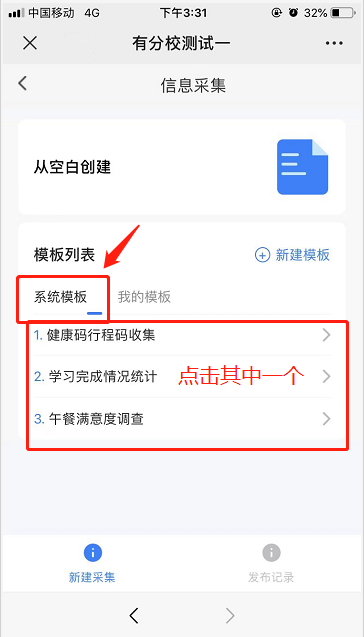 中国移动 4G 下午3:31 32%
有分校测试一
信息采集
从空白创建
模板列表 新建模板
系统模板 我的模板
1. 健康码行程码收集
2. 学习完成情况统计 点击其中一个
3. 午餐满意度调查
新建采集 发布记录